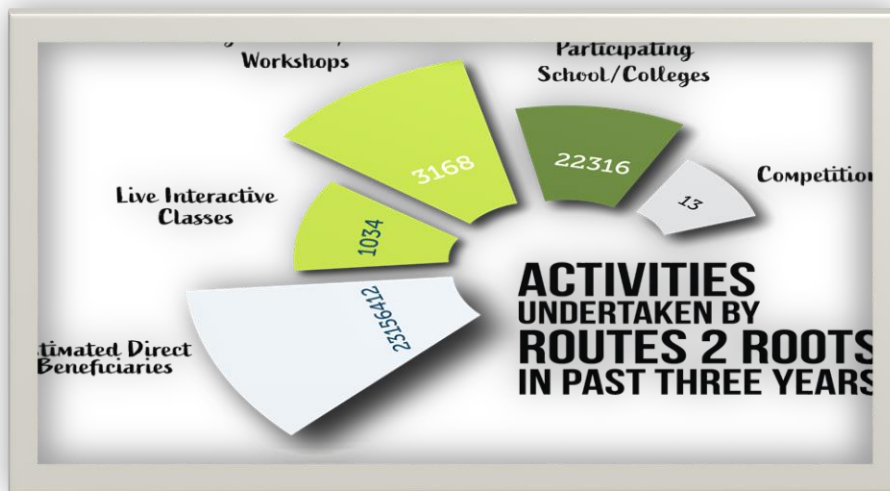 Workshops
Participating
School/Colleges
3168
22316
Competition
13
Live Interactive
Classes
1034
23156412
timated Direct
Beneficiaries
ACTIVITIES
UNDERTAKEN BY
ROUTES 2 ROOTS
IN PAST THREE YEARS